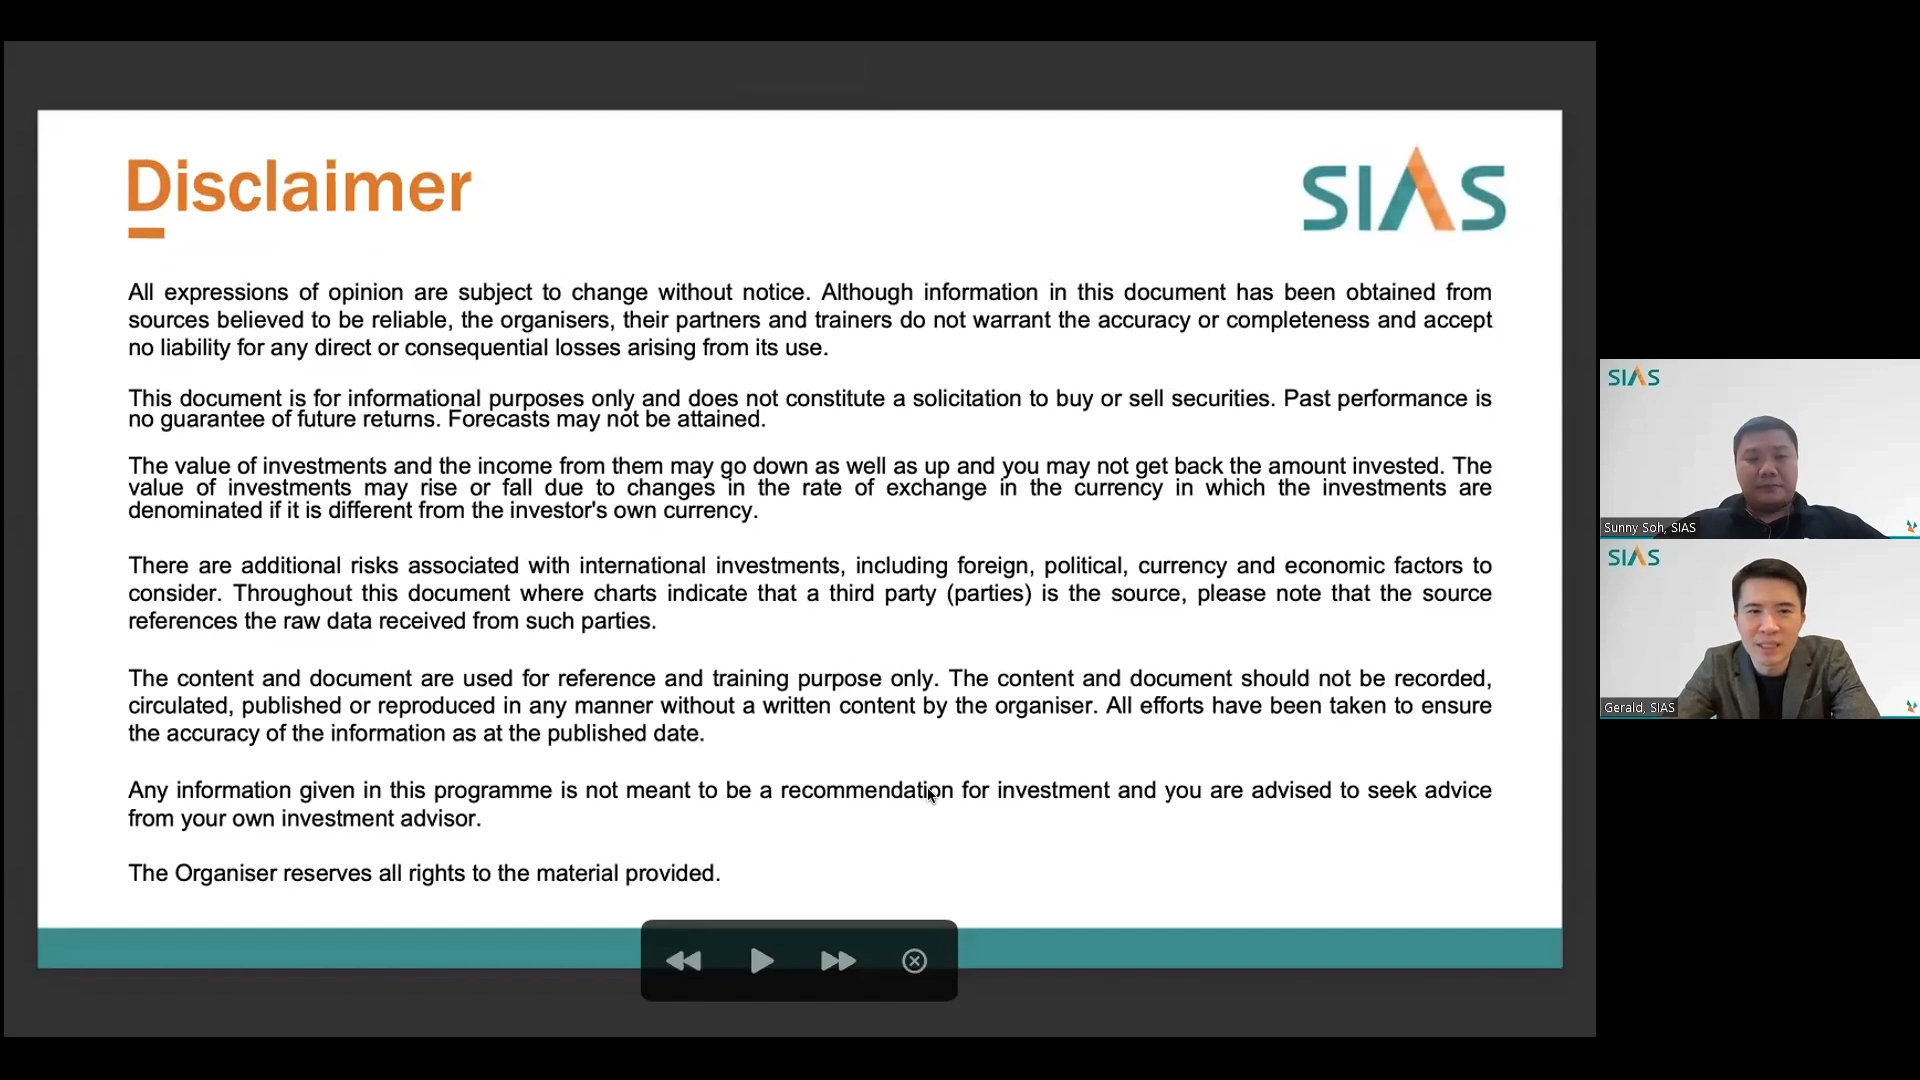 Disclaimer
SIAS
All expressions of opinion are subject to change without notice. Although information in this document has been obtained from
sources believed to be reliable, the organisers, their partners and trainers do not warrant the accuracy or completeness and accept
no liability for any direct or consequential losses arising from its use.
This document is for informational purposes only and does not constitute a solicitation to buy or sell securities. Past performance is
no guarantee of future returns. Forecasts may not be attained.
The value of investments and the income from them may go down as well as up and you may not get back the amount invested. The
value of investments may rise or fall due to changes in the rate of exchange in the currency in which the investments are
denominated if it is different from the investor's own currency.
There are additional risks associated with international investments, including foreign, political, currency and economic factors to
consider. Throughout this document where charts indicate that a third party (parties) is the source, please note that the source
references the raw data received from such parties.
The content and document are used for reference and training purpose only. The content and document should not be recorded,
circulated, published or reproduced in any manner without a written content by the organiser. All efforts have been taken to ensure
the accuracy of the information as at the published date.
Any information given in this programme is not meant to be a recommendation for investment and you are advised to seek advice
from your own investment advisor.
The Organiser reserves all rights to the material provided.
SIAS
Sunny Soh, SIAS
SIAS
Gerald, SIAS